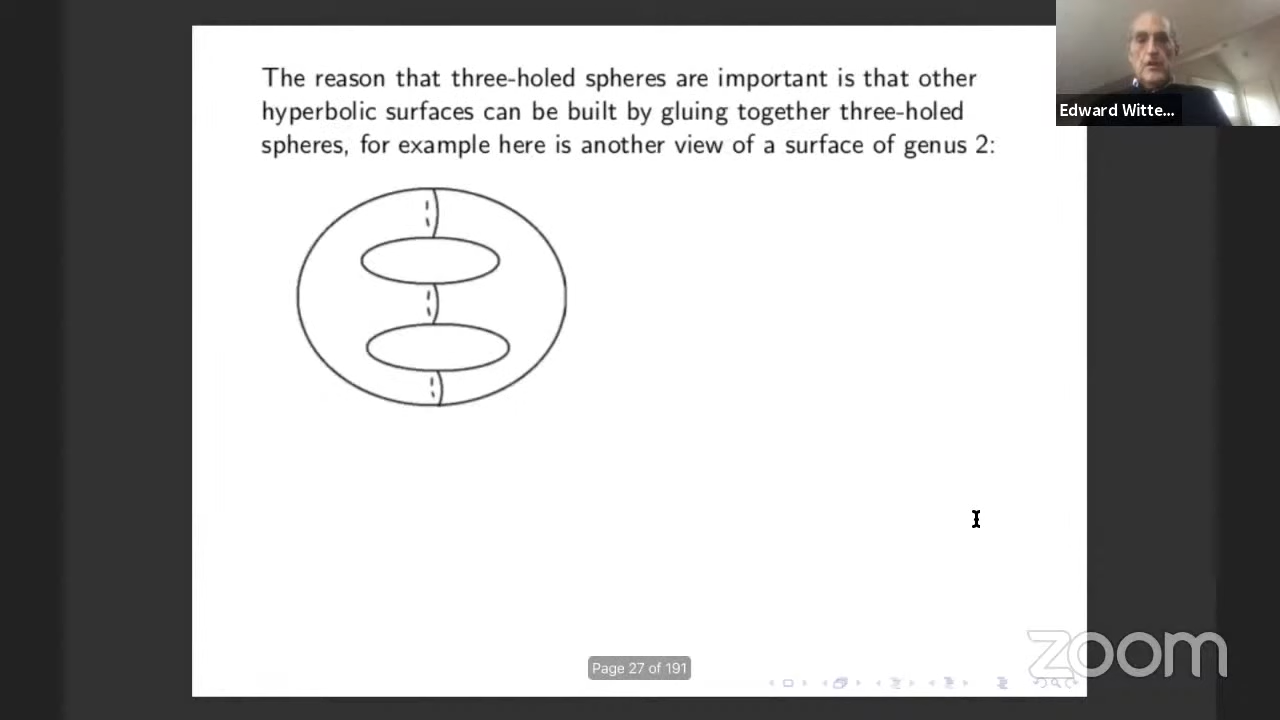 The reason that three-holed spheres are important is that other
hyperbolic surfaces can be built by gluing together three-holed
spheres, for example here is another view of a surface of genus 2:
Edward Witte...
Page 27 of 191
zoom